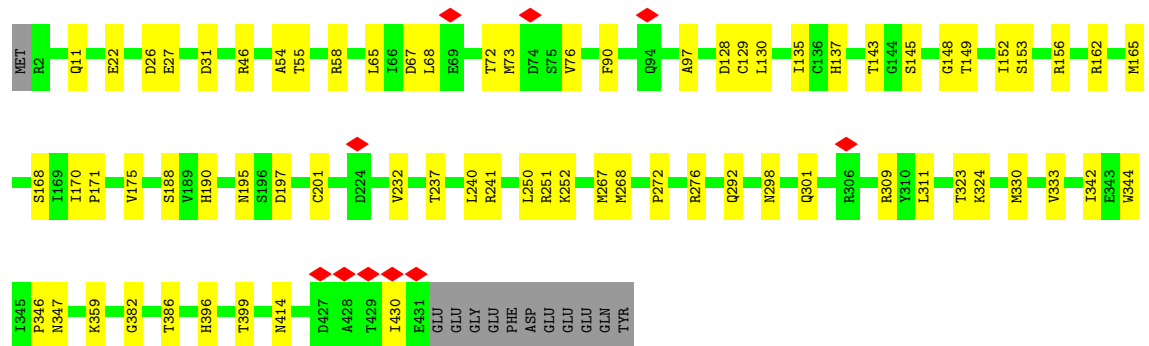 MET R2 Q11 E22 D26 E27 D31 R46 A54 T55 R58 L65 I66 D67 L68 E69 T72 M73 D74 S75 V76 F90 Q94 A97 D128 C129 L130 I135 C136 H137 T143 G144 S145 G148 T149 I152 S153 R156 R162 M165
S168 I169 I170 P171 V175 S188 V189 H190 N195 S196 D197 C201 D224 V232 T237 L240 R241 L250 R251 K252 M267 M268 P272 R276 Q292 N298 Q301 R306 R309 Y310 L311 T323 K324 M330 V333 I342 E343 W344
I345 P346 N347 K359 G382 T386 H396 T399 N414 D427 A428 T429 I430 E431 GLU GLU GLY GLU PHE ASP GLU GLU GLU GLN TYR